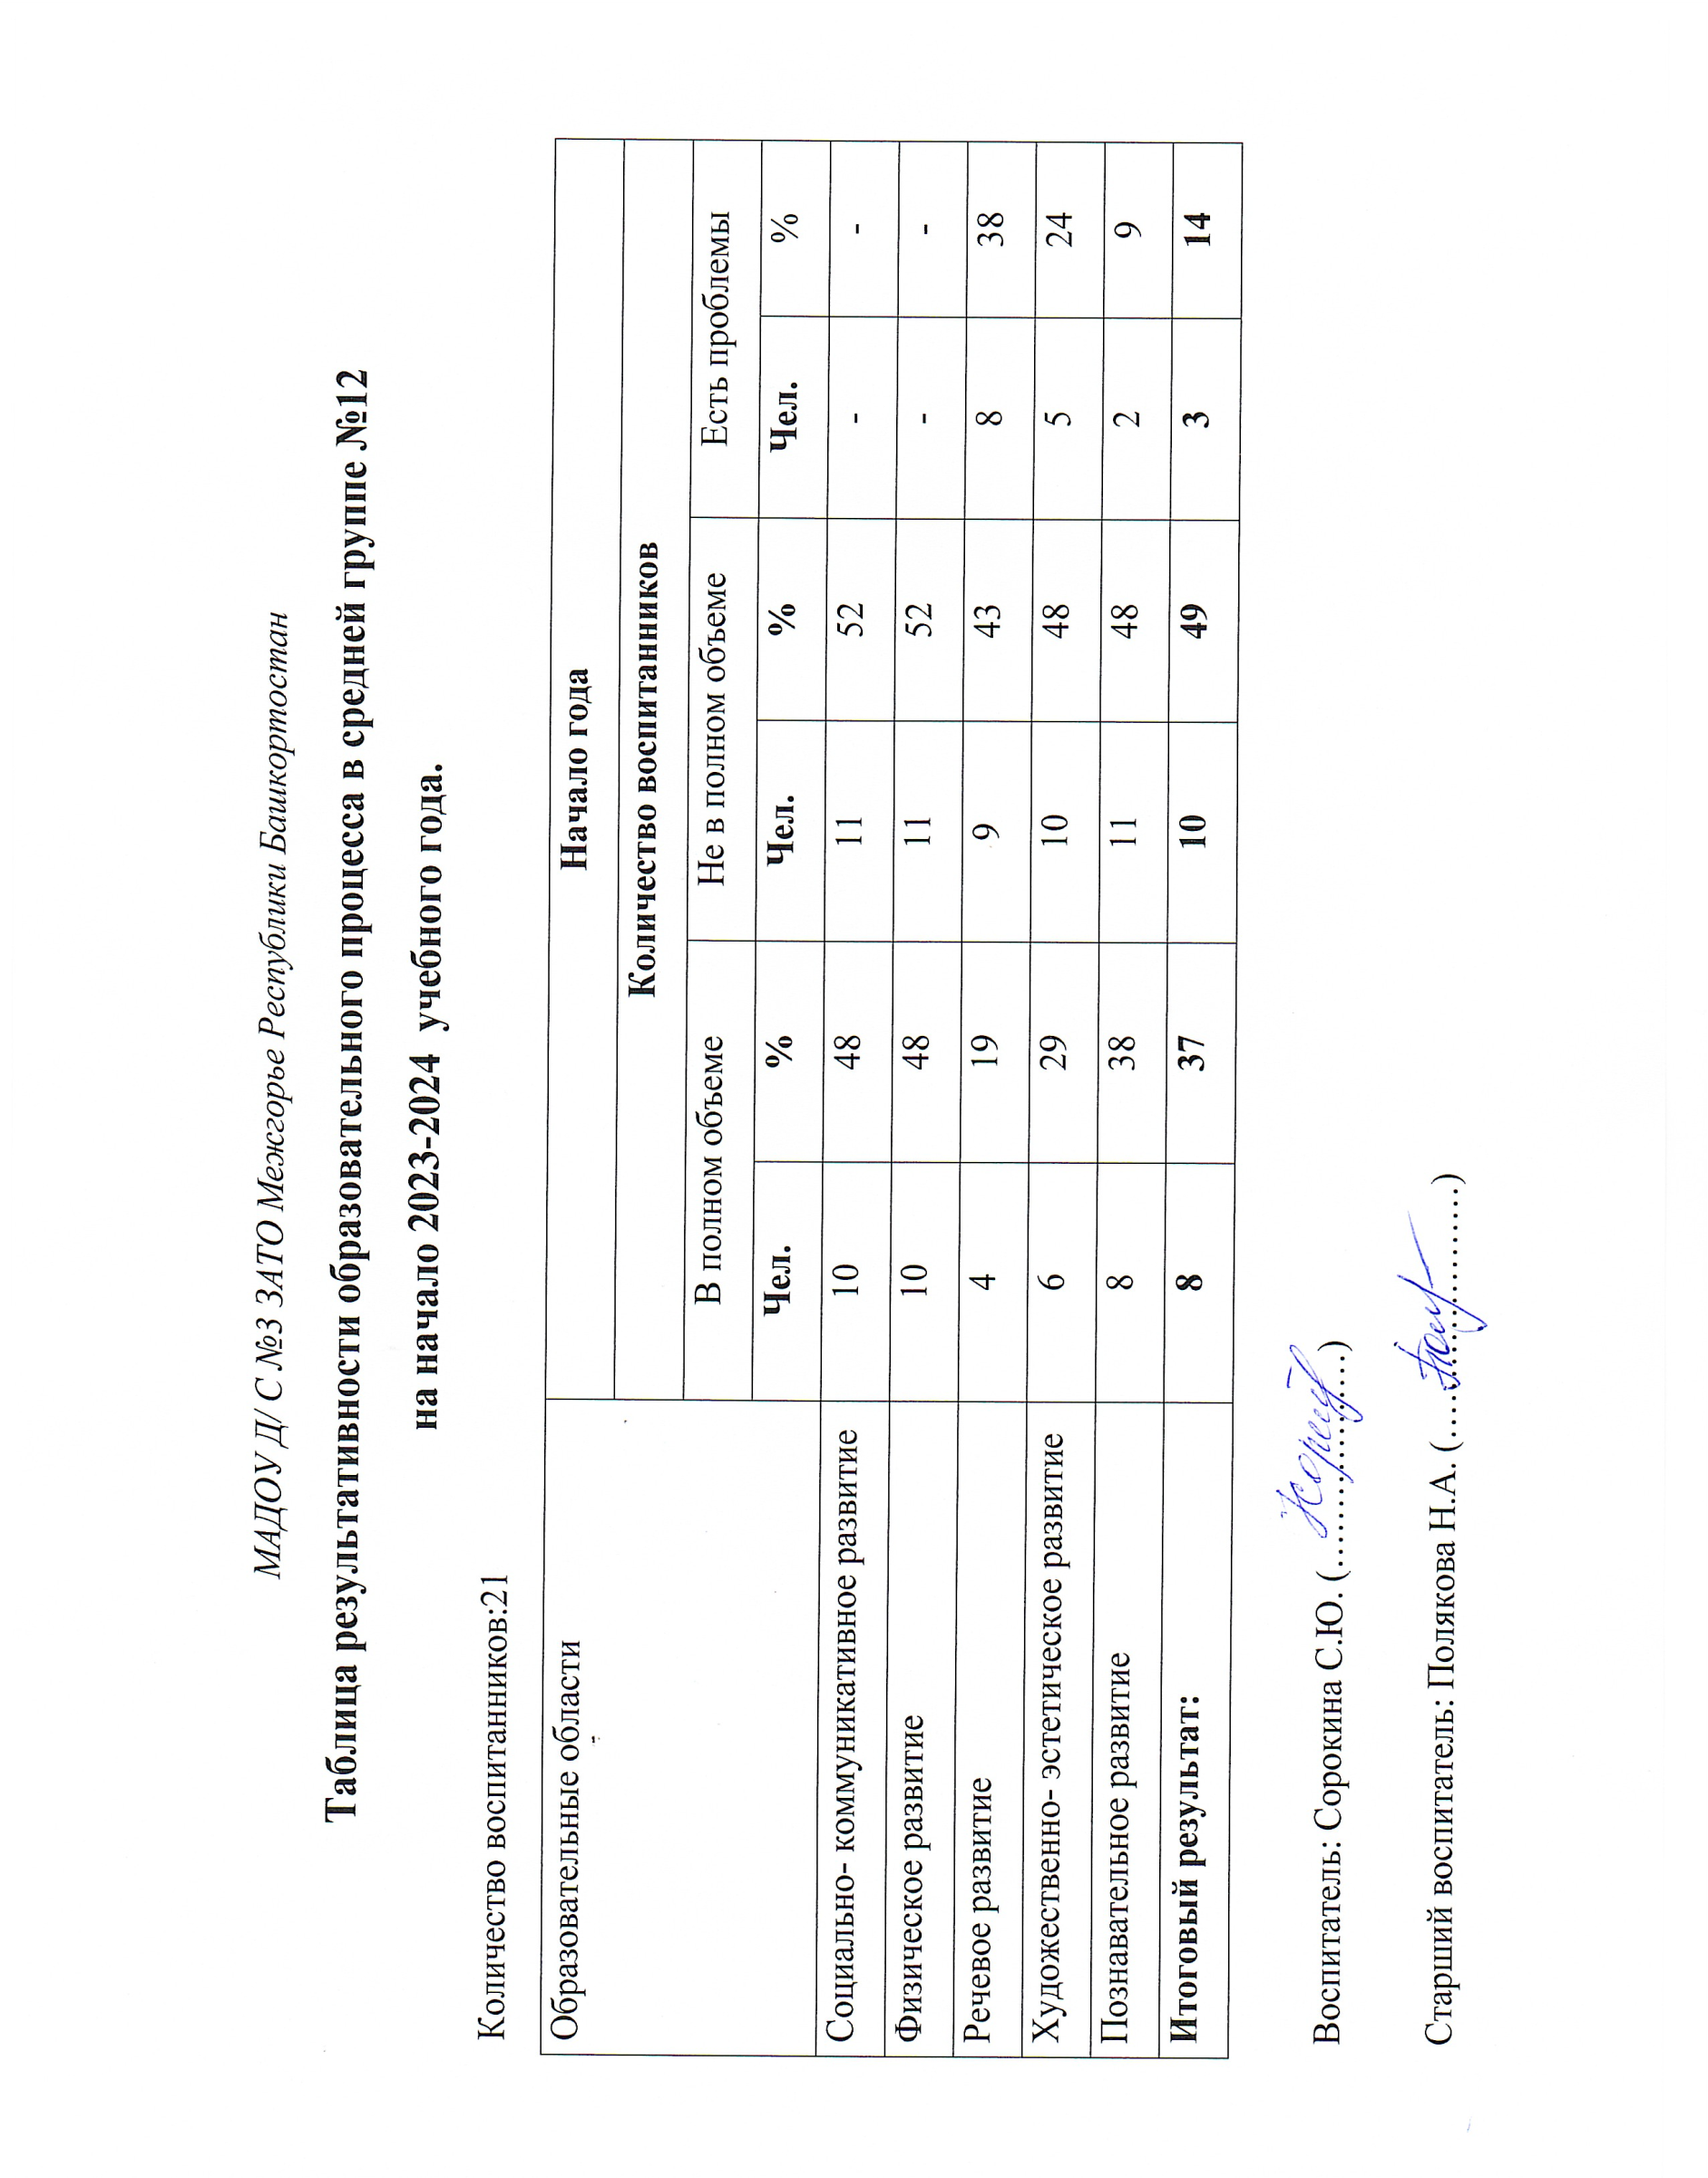 МАДОУ Д/ С №3 ЗАТО Межгорье Республики Башкортостан
Таблица результативности образовательного процесса в средней группе №12
на начало 2023-2024 учебного года.
Количество воспитанников:21
Образовательные области Начало года
Количество воспитанников
В полном объеме Не в полном объеме Есть проблемы
Чел. % Чел. % Чел. %
Социально- коммуникативное развитие 10 48 11 52 - -
Физическое развитие 10 48 11 52 - -
Речевое развитие 4 19 9 43 8 38
Художественно- эстетическое развитие 6 29 10 48 5 24
Познавательное развитие 8 38 11 48 2 9
Итоговый результат: 8 37 10 49 3 14
Воспитатель: Сорокина С.Ю. (........................)
Старший воспитатель: Полякова Н.А. (........................)